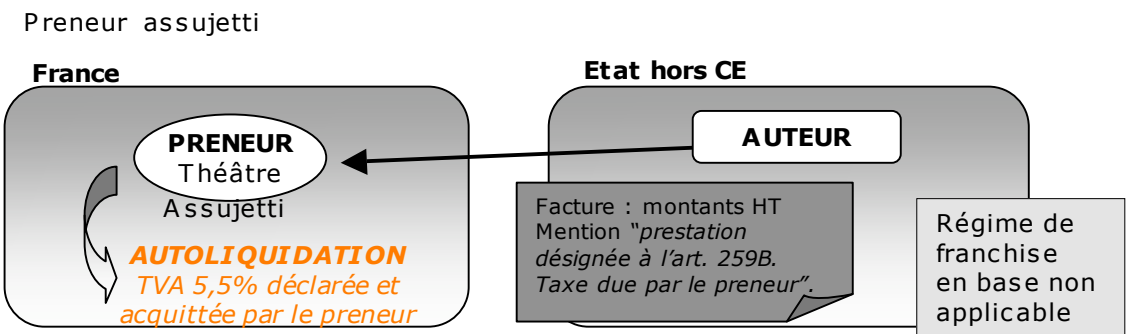 Preneur assujetti
France
PRENEUR
Théâtre
Assujetti
AUTOLIQUIDATION
TVA 5,5% déclarée et
acquittée par le preneur
Etat hors CE
AUTEUR
Facture : montants HT
Mention “prestation
désignée à l’art. 259B.
Taxe due par le preneur”.
Régime de
franchise
en base non
applicable